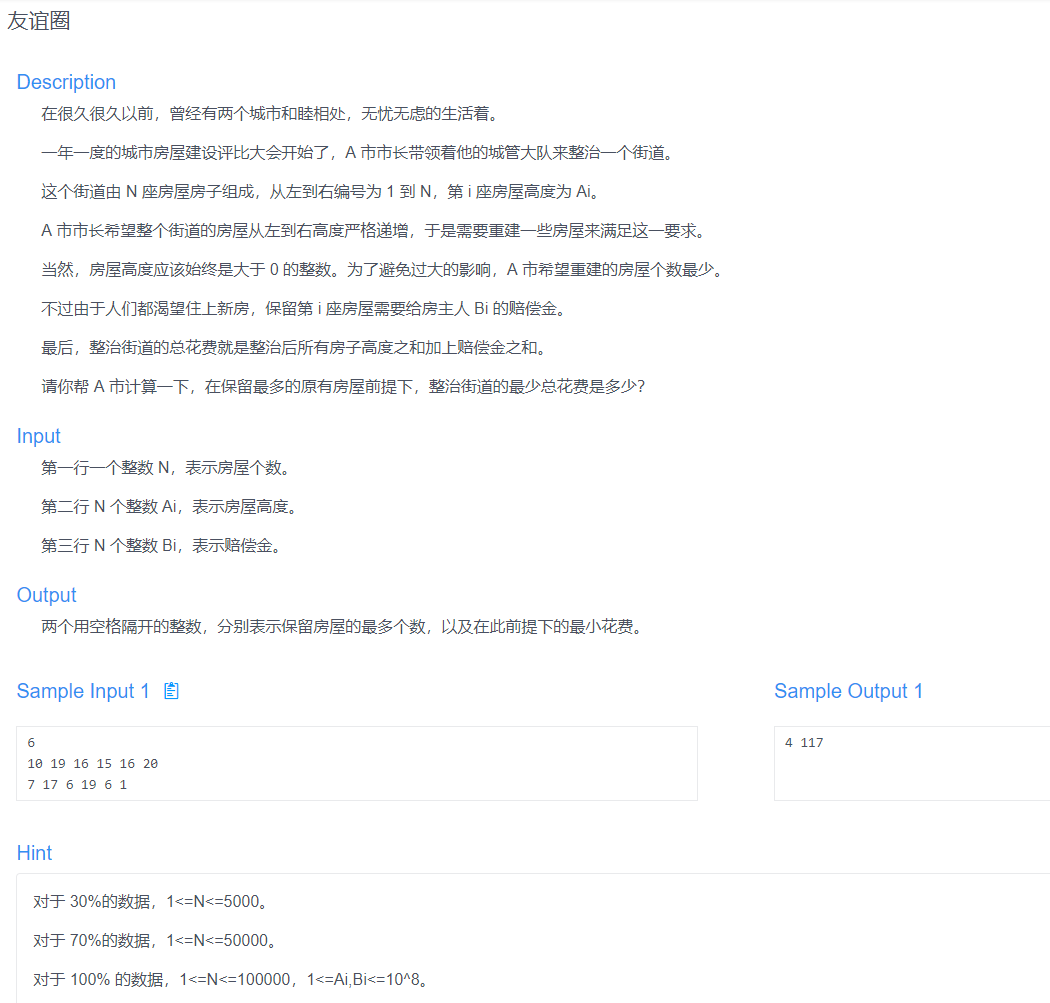 友谊圈
Description
在很久很久以前，曾经有两个城市和睦相处，无忧无虑的生活着。
一年一度的城市房屋建设评比大会开始了，A 市市长带领着他的城管大队来整治一个街道。
这个街道由 N 座房屋房子组成，从左到右编号为 1 到 N，第 i 座房屋高度为 Ai。
A 市市长希望整个街道的房屋从左到右高度严格递增，于是需要重建一些房屋来满足这一要求。
当然，房屋高度应该始终是大于 0 的整数。为了避免过大的影响，A 市希望重建的房屋个数最少。
不过由于人们都渴望住上新房，保留第 i 座房屋需要给房主人 Bi 的赔偿金。
最后，整治街道的总花费就是整治后所有房子高度之和加上赔偿金之和。
请你帮 A 市计算一下，在保留最多的原有房屋前提下，整治街道的最少总花费是多少？
Input
第一行一个整数 N，表示房屋个数。
第二行 N 个整数 Ai，表示房屋高度。
第三行 N 个整数 Bi，表示赔偿金。
Output
两个用空格隔开的整数，分别表示保留房屋的最多个数，以及在此前提下的最小花费。
Sample Input 1
Sample Output 1
6
10 19 16 15 16 20
7 17 6 19 6 1
4 117
Hint
对于 30%的数据，1<=N<=5000。
对于 70%的数据，1<=N<=50000。
对于 100% 的数据，1<=N<=100000，1<=Ai,Bi<=10^8。